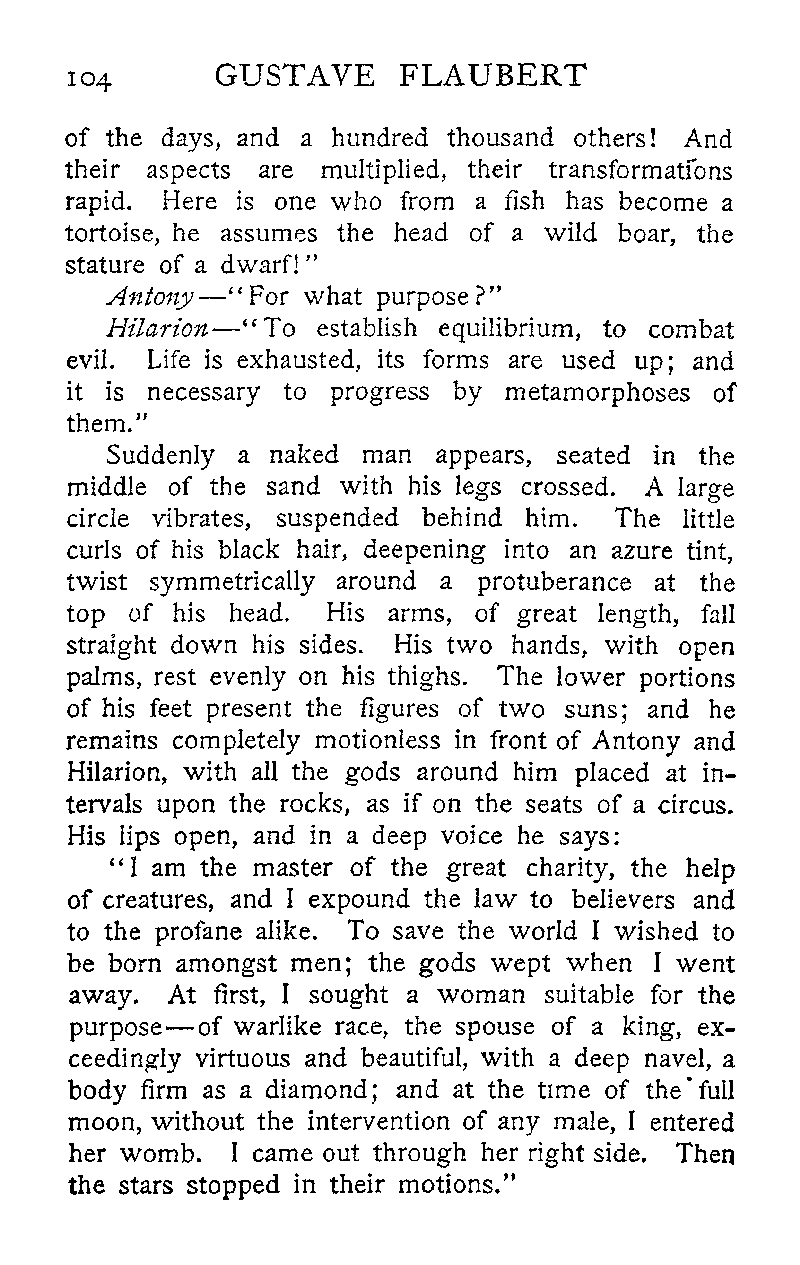 104 GUSTAVE FLAUBERT
of the days, and a hundred thousand others! And
their aspects are multiplied, their transformations
rapid. Here is one who from a fish has become a
tortoise, he assumes the head of a wild boar, the
stature of a dwarf!"
Antony—"For what purpose?"
Hilarion—"To establish equilibrium, to combat
evil. Life is exhausted, its forms are used up; and
it is necessary to progress by metamorphoses of
them."
Suddenly a naked man appears, seated in the
middle of the sand with his legs crossed. A large
circle vibrates, suspended behind him. The little
curls of his black hair, deepening into an azure tint,
twist symmetrically around a protuberance at the
top of his head. His arms, of great length, fall
straight down his sides. His two hands, with open
palms, rest evenly on his thighs. The lower portions
of his feet present the figures of two suns; and he
remains completely motionless in front of Antony and
Hilarion, with all the gods around him placed at in-
tervals upon the rocks, as if on the seats of a circus.
His lips open, and in a deep voice he says:
"I am the master of the great charity, the help
of creatures, and I expound the law to believers and
to the profane alike. To save the world I wished to
be born amongst men; the gods wept when I went
away. At first, I sought a woman suitable for the
purpose—of warlike race, the spouse of a king, ex-
ceedingly virtuous and beautiful, with a deep navel, a
body firm as a diamond; and at the time of the full
moon, without the intervention of any male, I entered
her womb. I came out through her right side. Then
the stars stopped in their motions."